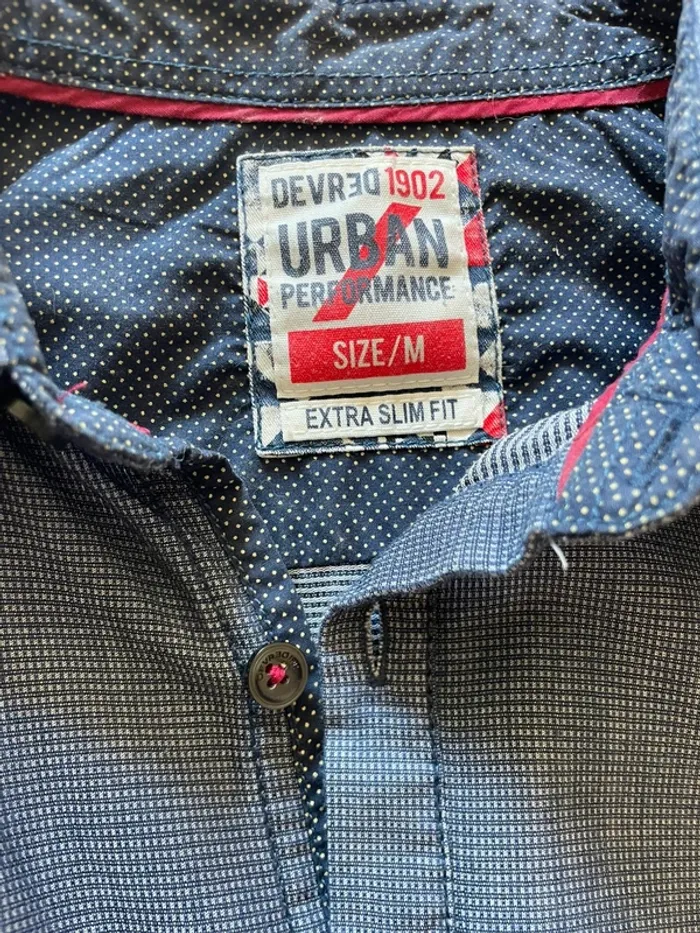 DEVRED 1902
URBAN
PERFORMANCE
SIZE/M
EXTRA SLIM FIT